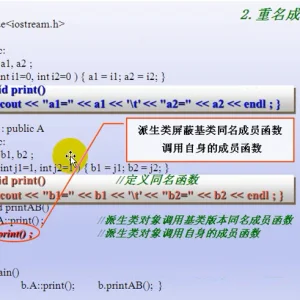 2. 重名成
e<iostream.h>
c:
a1, a2 ;
nt i1=0, int i2=0 ) { a1 = i1; a2 = i2; }
id print()
cout << "a1=" << a1 << '\t' << "a2=" << a2 << endl ; }
: public A
派生类屏蔽基类同名成员函数
调用自身的成员函数
c:
b1, b2 ;
nt j1=1, int j2=1 ) { b1 = j1; b2 = j2; }
id print() //定义同名函数
cout << "b1=" << b1 << '\t' << "b2=" << b2 << endl ; }
d printAB()
A::print() ; //派生类对象调用基类版本同名成员函数
print() ; //派生类对象调用自身的成员函数
ain()
b.A::print(); b.printAB(); }